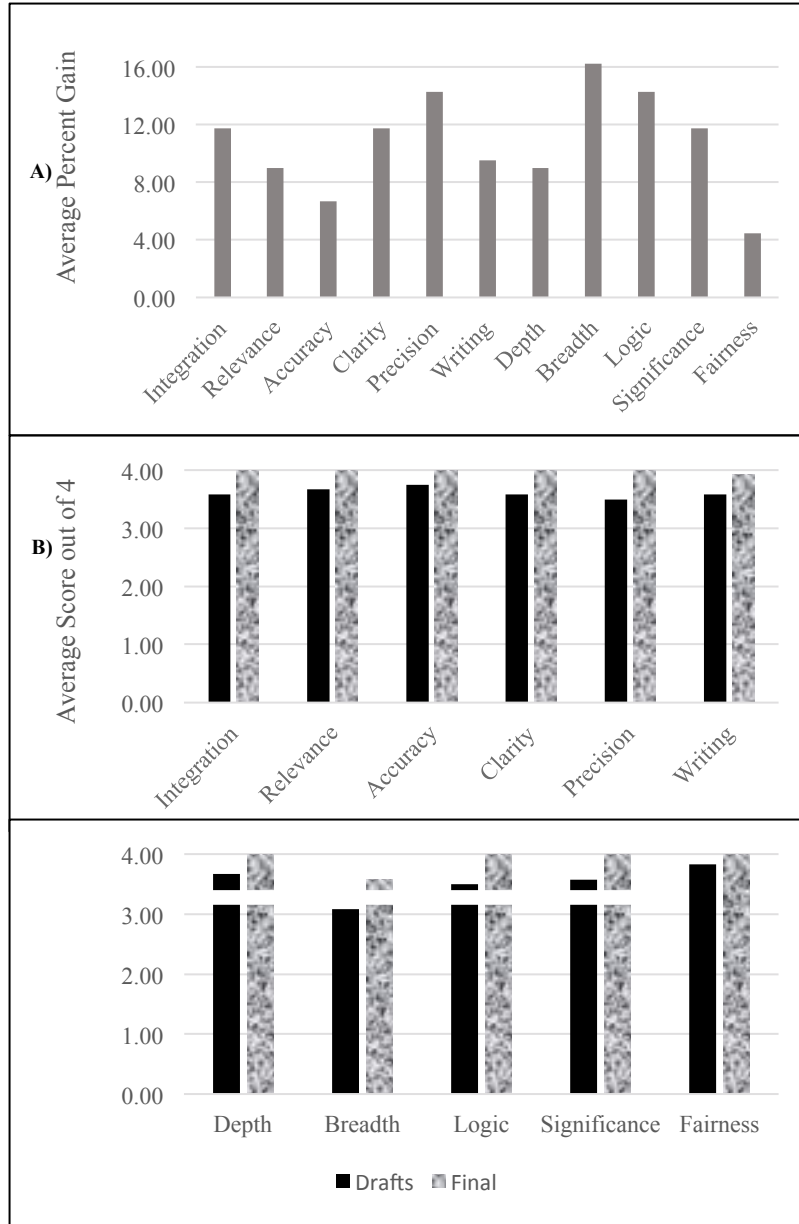 A)
Average Percent Gain
16.00
12.00
8.00
4.00
0.00
Integration
Relevance
Accuracy
Clarity
Precision
Writing
Depth
Breadth
Logic
Significance
Fairness
B)
Average Score out of 4
4.00
3.00
2.00
1.00
0.00
Integration
Relevance
Accuracy
Clarity
Precision
Writing
4.00
3.00
2.00
1.00
0.00
Depth Breadth Logic Significance Fairness
Drafts Final